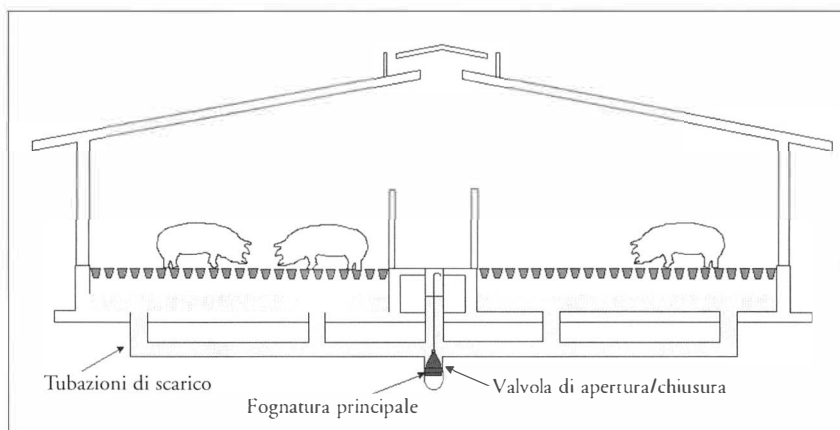 Tubazioni di scarico
Valvola di apertura/chiusura
Fognatura principale